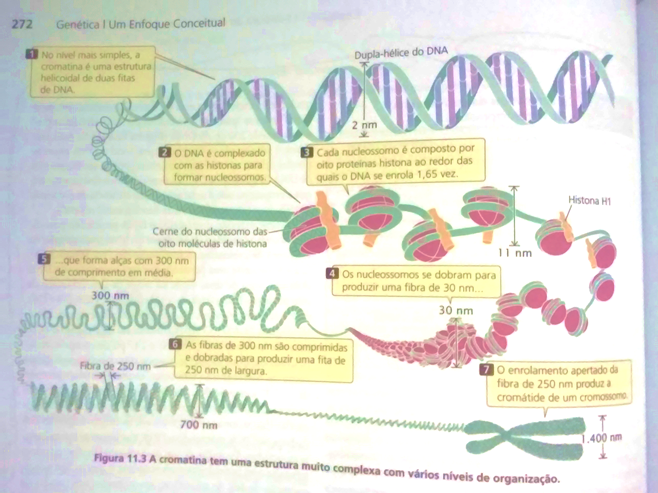 272 Genética | Um Enfoque Conceitual
1 No nível mais simples, a
cromatina é uma estrutura
helicoidal de duas fitas
de DNA.
Dupla-hélice do DNA
2 nm
2 O DNA é complexado
com as histonas para
formar nucleossomos.
3 Cada nucleossomo é composto por
oito proteínas histona ao redor das
quais o DNA se enrola 1,65 vez.
Histona H1
Cerne do nucleossomo das
oito moléculas de histona
11 nm
5 ...que forma alças com 300 nm
de comprimento em média.
4 Os nucleossomos se dobram para
produzir uma fibra de 30 nm...
300 nm
30 nm
6 As fibras de 300 nm são comprimidas
e dobradas para produzir uma fita de
250 nm de largura.
Fibra de 250 nm
7 O enrolamento apertado da
fibra de 250 nm produz a
cromátide de um cromossomo.
700 nm
1.400 nm
Figura 11.3 A cromatina tem uma estrutura muito complexa com vários níveis de organização.